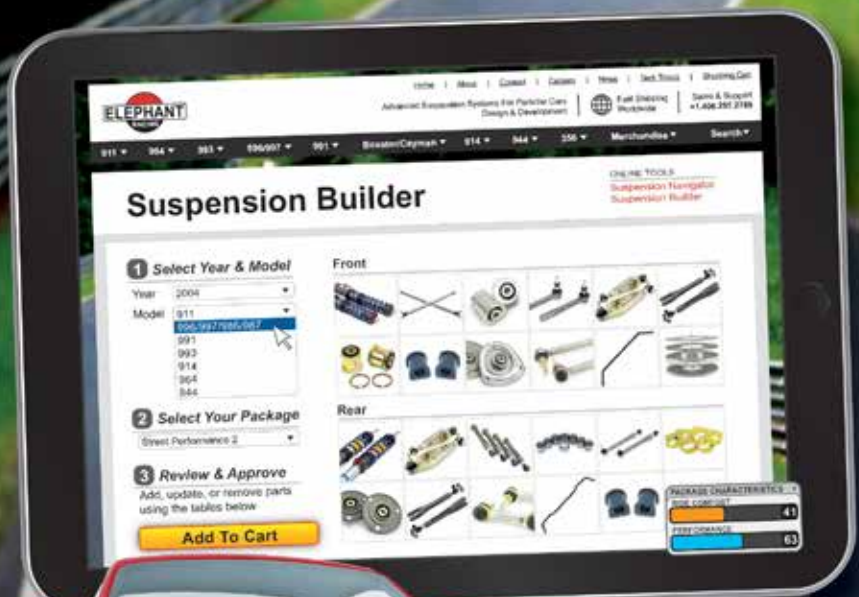 Home | About | Contact | Careers | News | Tech Trunk | Shopping Cart
ELEPHANT
RACING
Advanced Suspension Systems For Porsche Cars
Design & Development
Fast Shipping
Worldwide
Sales & Support
911 ▾ 964 ▾ 993 ▾ 996/997 ▾ 991 ▾ Boxster/Cayman ▾ 914 ▾ 944 ▾ 356 ▾ Merchandise ▾ Search ▾
Suspension Builder
ONLINE TOOLS
Suspension Navigator
Suspension Builder
1 Select Year & Model
Year 2004
Model 911
996/997/986/987
991
993
914
964
944
2 Select Your Package
Street Performance 2
3 Review & Approve
Add, update, or remove parts
using the tables below
Add To Cart
Front
Rear
PACKAGE CHARACTERISTICS
RIDE COMFORT
41
PERFORMANCE
63